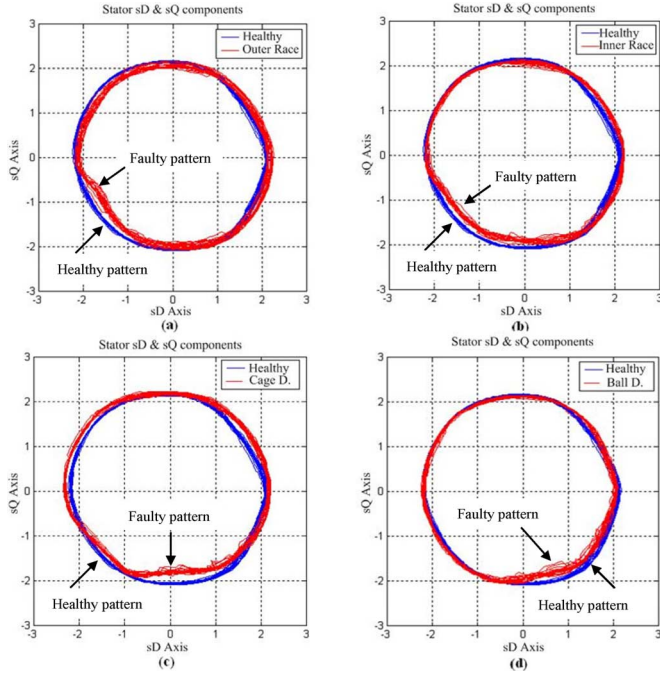 Stator sD & sQ components
Healthy
Outer Race
3
2
1
0
-1
-2
-3
sQ Axis
Faulty pattern
Healthy pattern
-3 -2 -1 0 1 2 3
sD Axis
(a)
Stator sD & sQ components
Healthy
Inner Race
3
2
1
0
-1
-2
-3
sQ Axis
Faulty pattern
Healthy pattern
-3 -2 -1 0 1 2 3
sD Axis
(b)
Stator sD & sQ components
Healthy
Cage D.
3
2
1
0
-1
-2
-3
sQ Axis
Faulty pattern
Healthy pattern
-3 -2 -1 0 1 2 3
sD Axis
(c)
Stator sD & sQ components
Healthy
Ball D.
3
2
1
0
-1
-2
-3
sQ Axis
Faulty pattern
Healthy pattern
-3 -2 -1 0 1 2 3
sD Axis
(d)